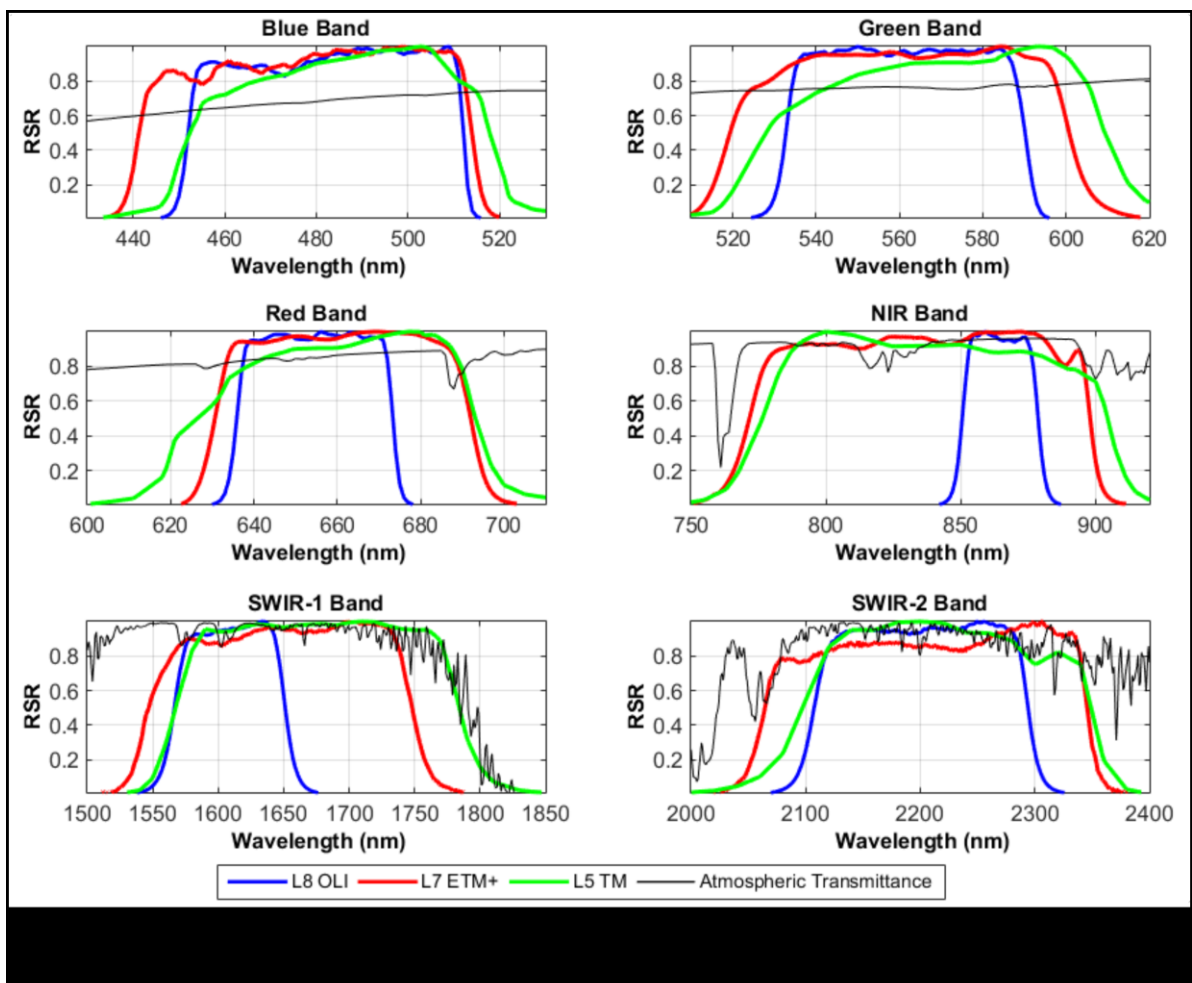 Blue Band
0.8
0.6
0.4
0.2
RSR
440 460 480 500 520
Wavelength (nm)
Green Band
0.8
0.6
0.4
0.2
RSR
520 540 560 580 600 620
Wavelength (nm)
Red Band
0.8
0.6
0.4
0.2
RSR
600 620 640 660 680 700
Wavelength (nm)
NIR Band
0.8
0.6
0.4
0.2
RSR
750 800 850 900
Wavelength (nm)
SWIR-1 Band
0.8
0.6
0.4
0.2
RSR
1500 1550 1600 1650 1700 1750 1800 1850
Wavelength (nm)
SWIR-2 Band
0.8
0.6
0.4
0.2
RSR
2000 2100 2200 2300 2400
Wavelength (nm)
L8 OLI L7 ETM+ L5 TM Atmospheric Transmittance